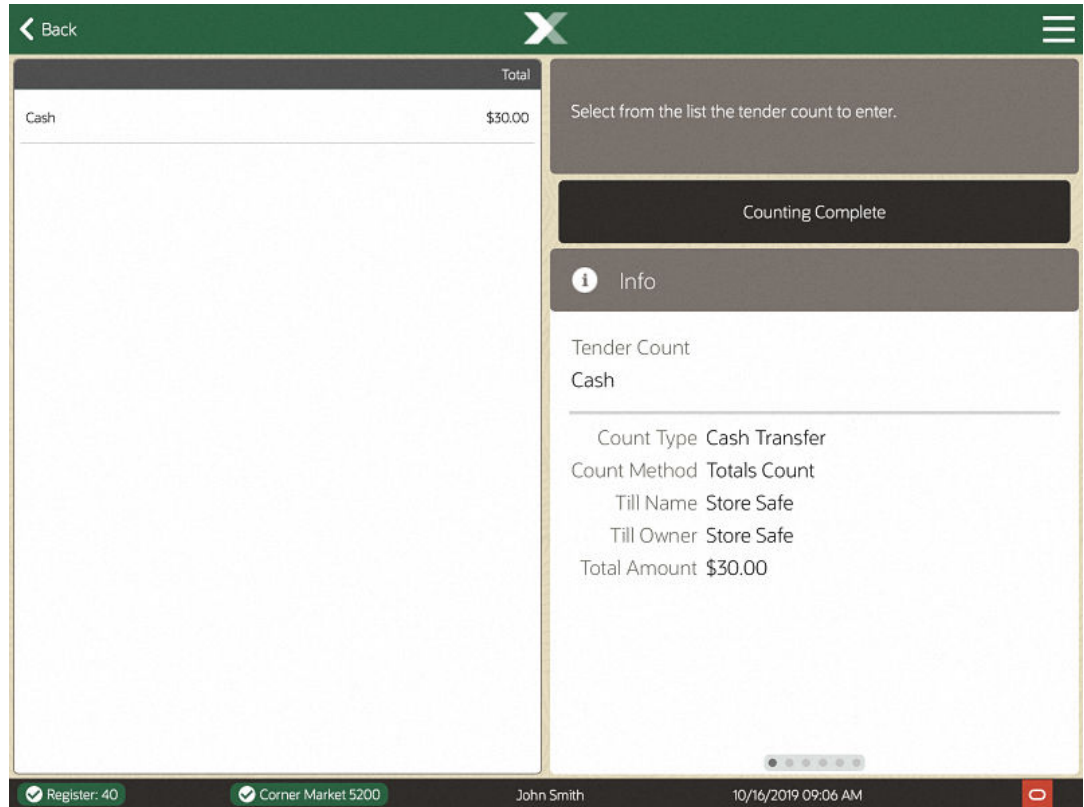 Back
Total
Cash $30.00
Select from the list the tender count to enter.
Counting Complete
Info
Tender Count
Cash
Count Type Cash Transfer
Count Method Totals Count
Till Name Store Safe
Till Owner Store Safe
Total Amount $30.00
Register: 40 Corner Market 5200 John Smith 10/16/2019 09:06 AM